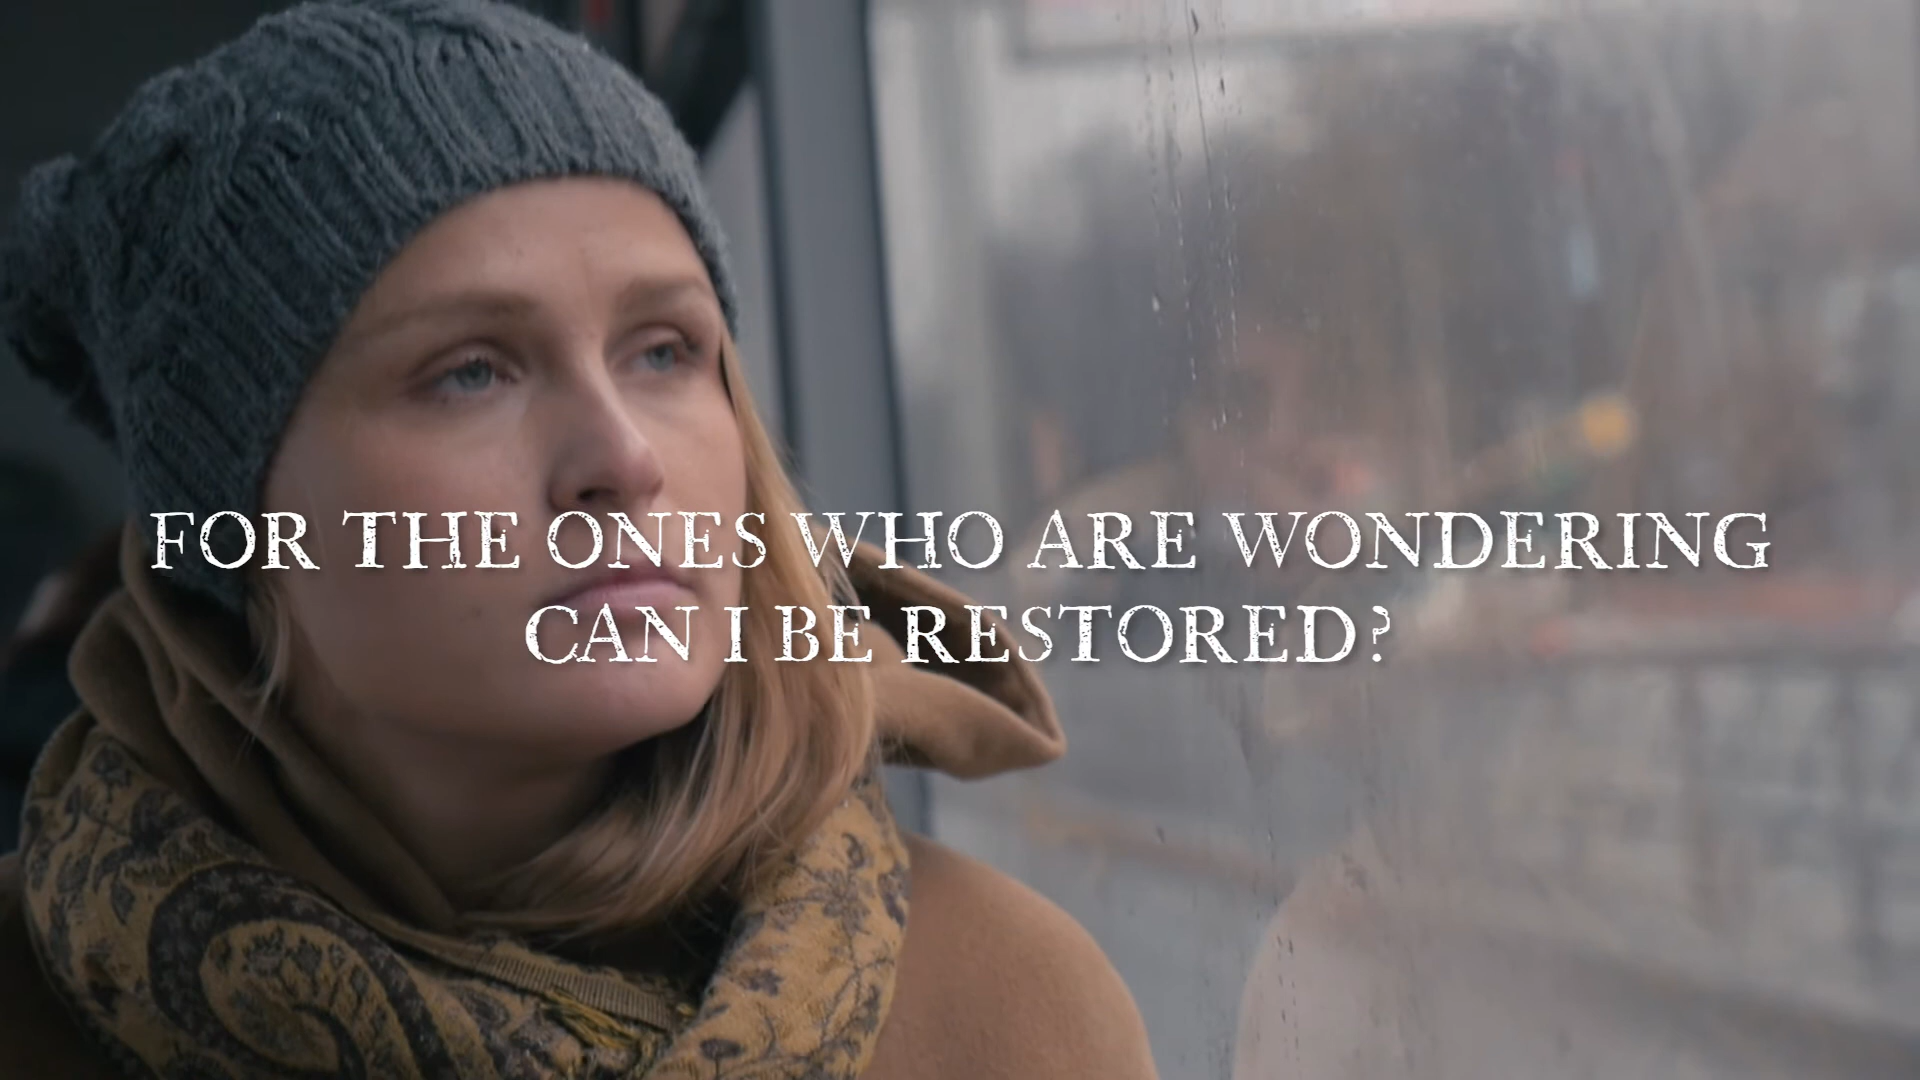 FOR THE ONES WHO ARE WONDERING
CAN I BE RESTORED?